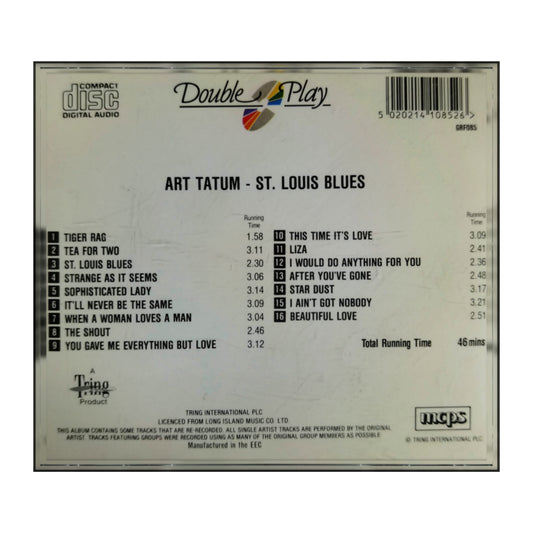 COMPACT
disc
DIGITAL AUDIO
Double Play
5 020214 108526 >
GRF085
ART TATUM - ST. LOUIS BLUES
Running
Time
1 TIGER RAG 1.58
2 TEA FOR TWO 3.11
3 ST. LOUIS BLUES 2.30
4 STRANGE AS IT SEEMS 3.06
5 SOPHISTICATED LADY 3.14
6 IT'LL NEVER BE THE SAME 3.09
7 WHEN A WOMAN LOVES A MAN 3.04
8 THE SHOUT 2.46
9 YOU GAVE ME EVERYTHING BUT LOVE 3.12
Running
Time
10 THIS TIME IT'S LOVE 3.09
11 LIZA 2.41
12 I WOULD DO ANYTHING FOR YOU 2.36
13 AFTER YOU'VE GONE 2.48
14 STAR DUST 3.17
15 I AIN'T GOT NOBODY 3.21
16 BEAUTIFUL LOVE 2.51
Total Running Time 46 mins
A
Tring
Product
TRING INTERNATIONAL PLC
LICENCED FROM LONG ISLAND MUSIC CO. LTD.
THIS ALBUM CONTAINS SOME TRACKS THAT ARE RE-RECORDED. ALL SINGLE ARTIST TRACKS ARE PERFORMED BY THE ORIGINAL
ARTIST. TRACKS FEATURING GROUPS WERE RECORDED USING AS MANY OF THE ORIGINAL GROUP MEMBERS AS POSSIBLE
Manufactured in the EEC
mcps
© TRING INTERNATIONAL PLC